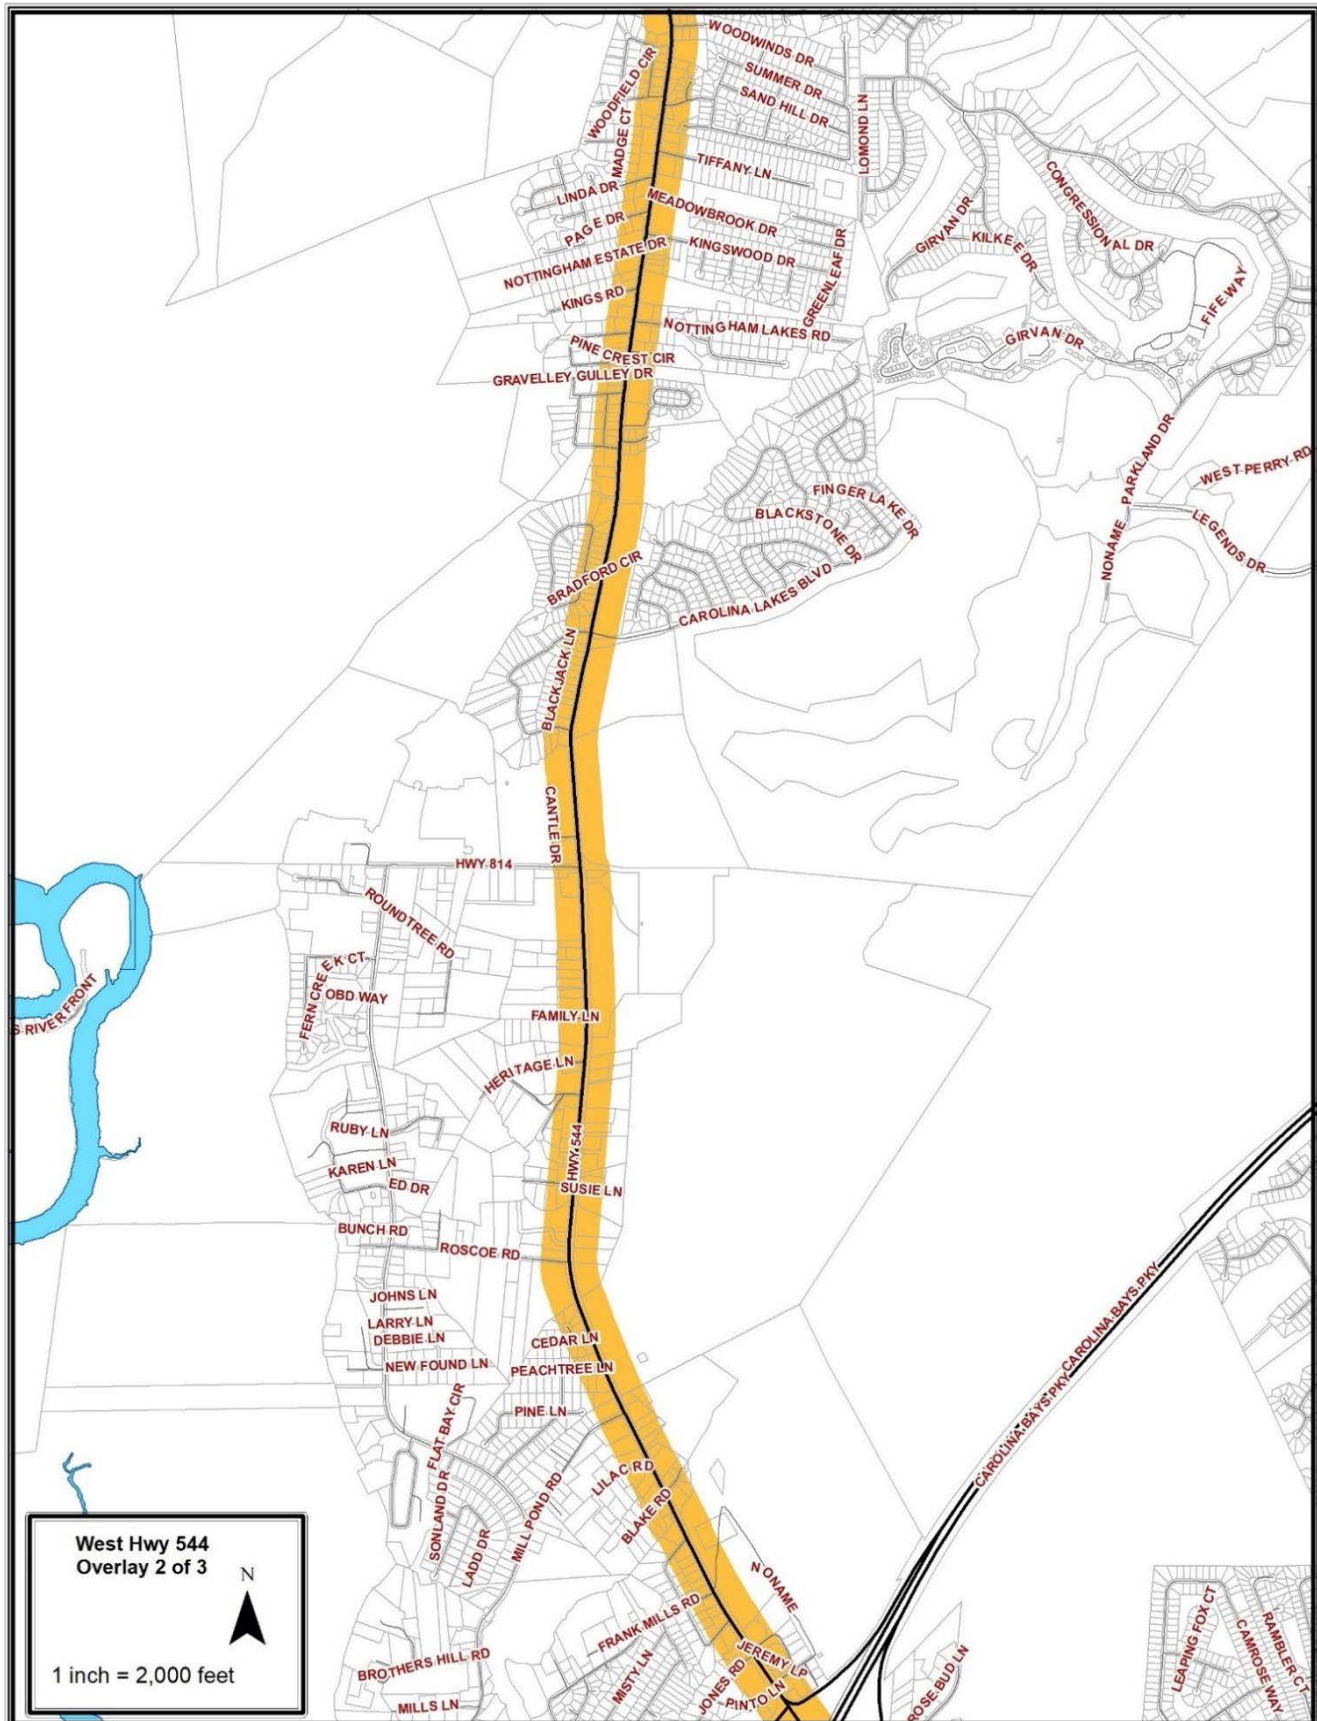 WOODWINDS DR
WOODFIELD CIR
SUMMER DR
SAND HILL DR
MADGE CT
LOMOND LN
TIFFANY LN
LINDA DR
MEADOWBROOK DR
CONGRESSIONAL DR
PAGE DR
GIRVAN DR
KILKEE DR
NOTTINGHAM ESTATE DR
KINGSWOOD DR
GREENLEAF DR
FIFE WAY
KINGS RD
NOTTINGHAM LAKES RD
GIRVAN DR
PINE CREST CIR
GRAVELLEY GULLEY DR
PARKLAND DR
WEST PERRY RD
FINGER LAKE DR
BLACKSTONE DR
LEGENDS DR
NONAME
BRADFORD CIR
CAROLINA LAKES BLVD
BLACKJACK LN
CANTLE DR
HWY 814
ROUNDTREE RD
FERN CREEK CT
OBD WAY
S RIVER FRONT
FAMILY LN
HERITAGE LN
RUBY LN
HWY 544
KAREN LN
ED DR
SUSIE LN
BUNCH RD
ROSCOE RD
JOHNS LN
LARRY LN
DEBBIE LN
CEDAR LN
NEW FOUND LN
PEACHTREE LN
CAROLINA BAYS PKY
CAROLINA BAYS PKY
FLAT BAY CIR
PINE LN
LILAC RD
SONLAND DR
MILL POND RD
BLAKE RD
LADD DR
NONAME
FRANK MILLS RD
JEREMY LP
BROTHERS HILL RD
MISTY LN
JONES RD
PINTO LN
MILLS LN
ROSE BUD LN
LEAPING FOX CT
CAMROSE WAY
RAMBLER CT
West Hwy 544
Overlay 2 of 3
N
1 inch = 2,000 feet